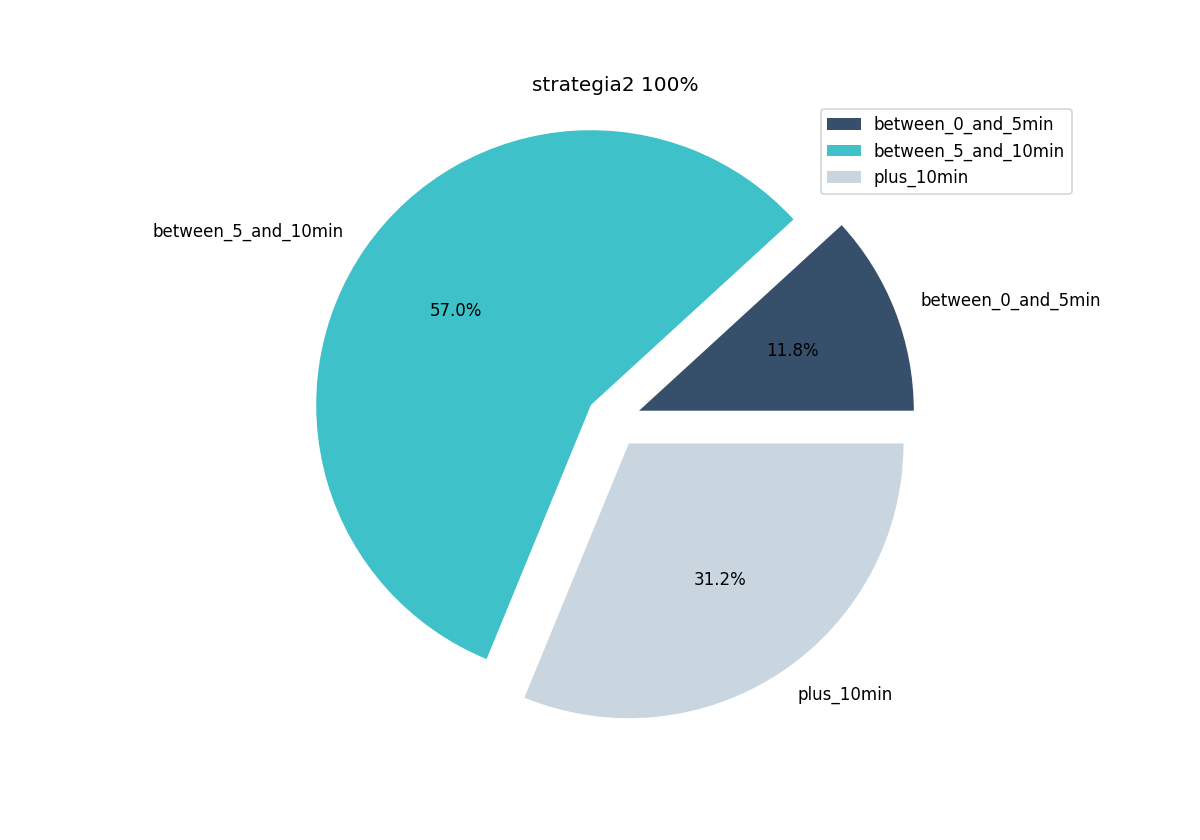 strategia2 100%
between_0_and_5min
between_5_and_10min
plus_10min
between_5_and_10min
between_0_and_5min
57.0%
11.8%
31.2%
plus_10min